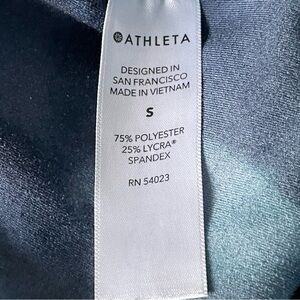 ATHLETA
DESIGNED IN
SAN FRANCISCO
MADE IN VIETNAM
S
75% POLYESTER
25% LYCRA®
SPANDEX
RN 54023